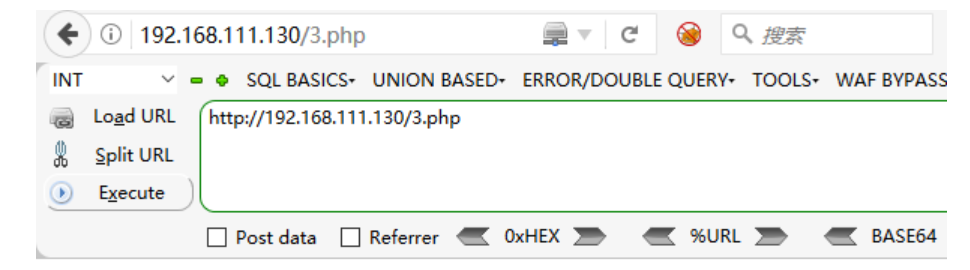 192.168.111.130/3.php 搜索
INT SQL BASICS UNION BASED ERROR/DOUBLE QUERY TOOLS WAF BYPASS
Load URL http://192.168.111.130/3.php
Split URL
Execute
Post data Referrer 0xHEX %URL BASE64